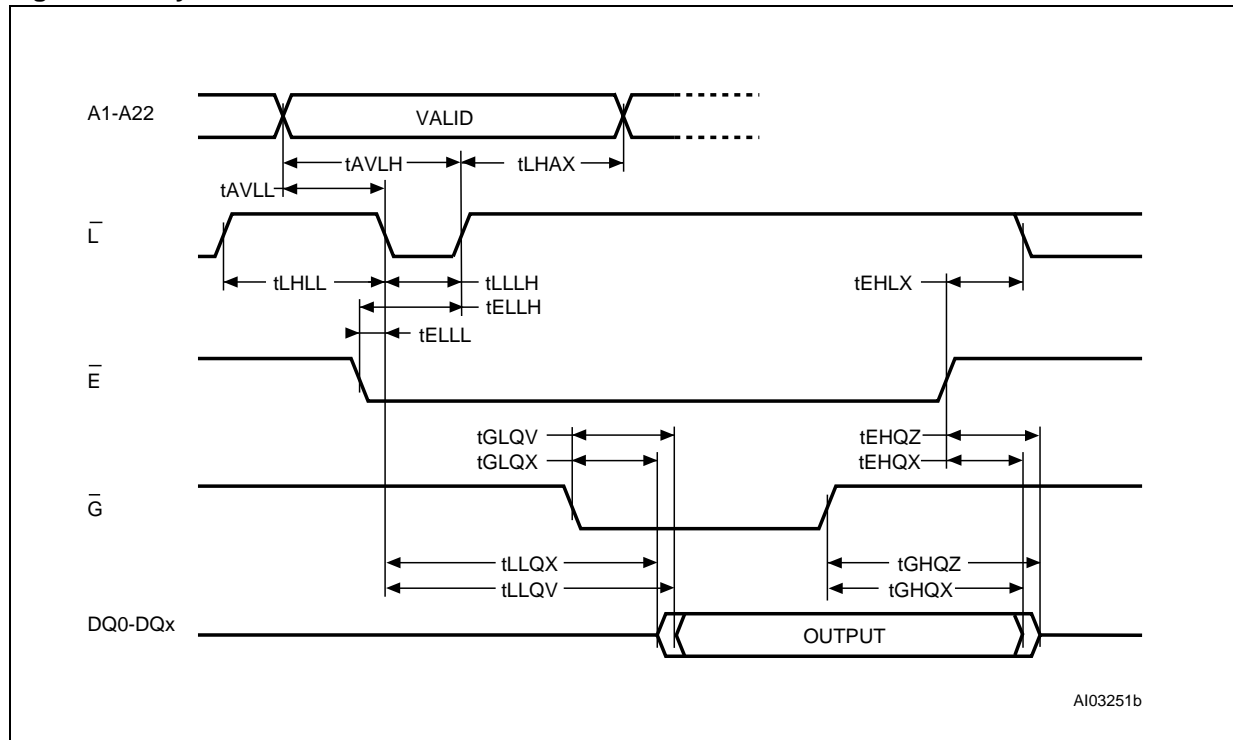 A1-A22
VALID
tAVLH
tLHAX
tAVLL
L̅
tLHLL
tLLLH
tEHLX
tELLH
tELLL
E̅
tGLQV
tEHQZ
tGLQX
tEHQX
G̅
tLLQX
tGHQZ
tLLQV
tGHQX
DQ0-DQx
OUTPUT
AI03251b